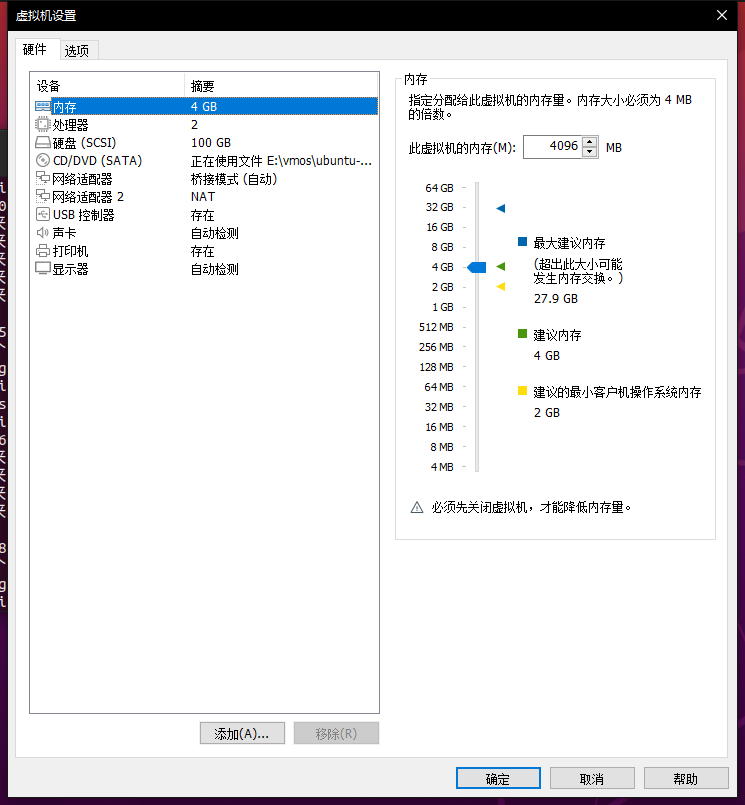 虚拟机设置
硬件 选项
设备 摘要
内存 4 GB
处理器 2
硬盘 (SCSI) 100 GB
CD/DVD (SATA) 正在使用文件 E:\vmos\ubuntu-...
网络适配器 桥接模式 (自动)
网络适配器 2 NAT
USB 控制器 存在
声卡 自动检测
打印机 存在
显示器 自动检测
添加(A)... 移除(R)
内存
指定分配给此虚拟机的内存量。内存大小必须为 4 MB
的倍数。
此虚拟机的内存(M): 4096 MB
64 GB
32 GB
16 GB
8 GB
4 GB
2 GB
1 GB
512 MB
256 MB
128 MB
64 MB
32 MB
16 MB
8 MB
4 MB
最大建议内存
(超出此大小可能
发生内存交换。)
27.9 GB
建议内存
4 GB
建议的最小客户机操作系统内存
2 GB
必须先关闭虚拟机，才能降低内存量。
确定 取消 帮助